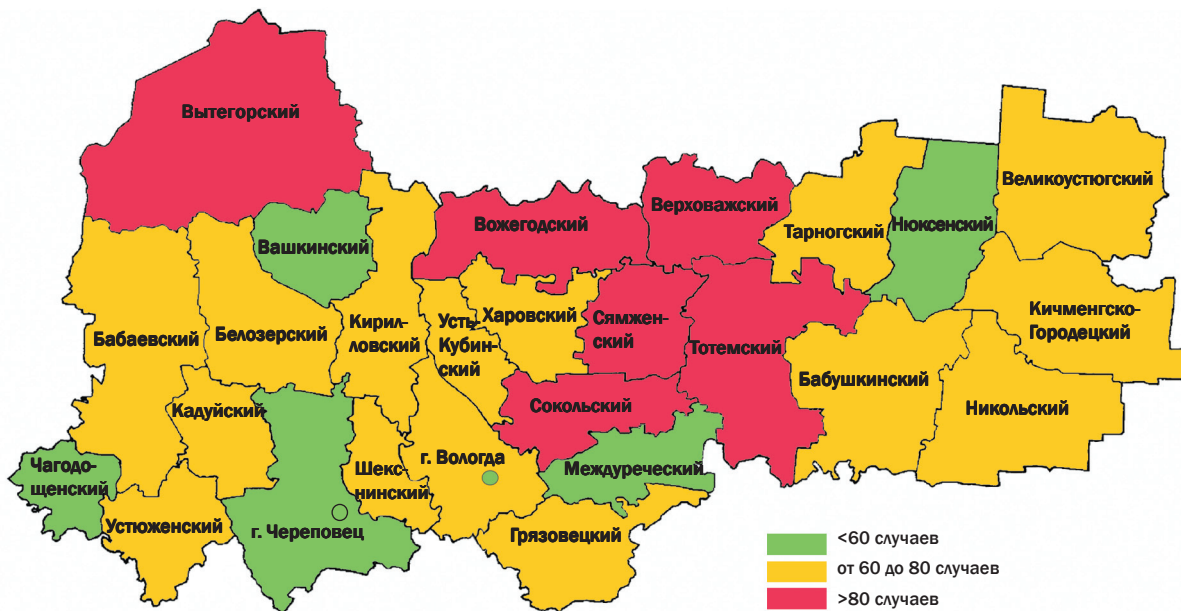 Вытегорский
Великоустюгский
Верховажский
Вожегодский
Нюксенский
Тарногский
Вашкинский
Кичменгско-
Городецкий
Харовский
Кирил-
ловский
Усть-
Кубин-
ский
Сямжен-
ский
Бабаевский
Белозерский
Тотемский
Бабушкинский
Никольский
Сокольский
Кадуйский
г. Вологда
Междуреческий
Шекс-
нинский
Чагодо-
щенский
Устюженский
г. Череповец
Грязовецкий
<60 случаев
от 60 до 80 случаев
>80 случаев